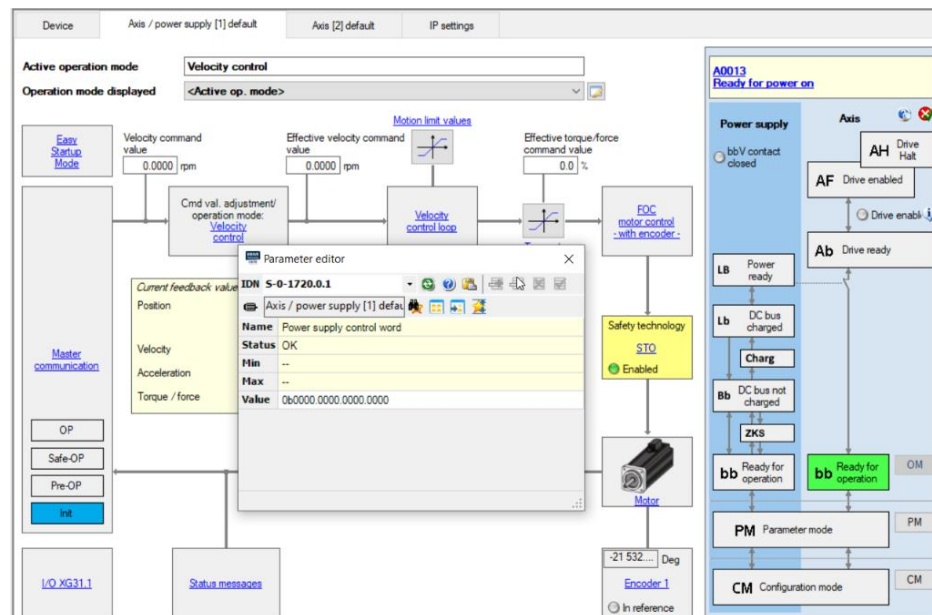 Device
Axis / power supply [1] default
Axis [2] default
IP settings
Active operation mode
Velocity control
Operation mode displayed
<Active op. mode>
Easy
Startup
Mode
Velocity command
value
0.0000 rpm
Effective velocity command
value
0.0000 rpm
Motion limit values
Effective torque/force
command value
0.0 %
Cmd val. adjustment/
operation mode:
Velocity
control
Velocity
control loop
FOC
motor control
- with encoder -
Master
communication
OP
Safe-OP
Pre-OP
Init
Current feedback value
Position
Velocity
Acceleration
Torque / force
Parameter editor
IDN S-0-1720.0.1
Axis / power supply [1] defau
Name Power supply control word
Status OK
Min --
Max --
Value 0b0000.0000.0000.0000
Safety technology
STO
Enabled
Motor
-21 532.... Deg
Encoder 1
In reference
I/O XG31.1
Status messages
A0013
Ready for power on
Power supply
Axis
bbV contact
closed
AH Drive
Halt
AF Drive enabled
Drive enabl
Ab Drive ready
LB Power
ready
Lb DC bus
charged
Charg
Bb DC bus not
charged
ZKS
bb Ready for
operation
bb Ready for
operation
OM
PM Parameter mode
PM
CM Configuration mode
CM